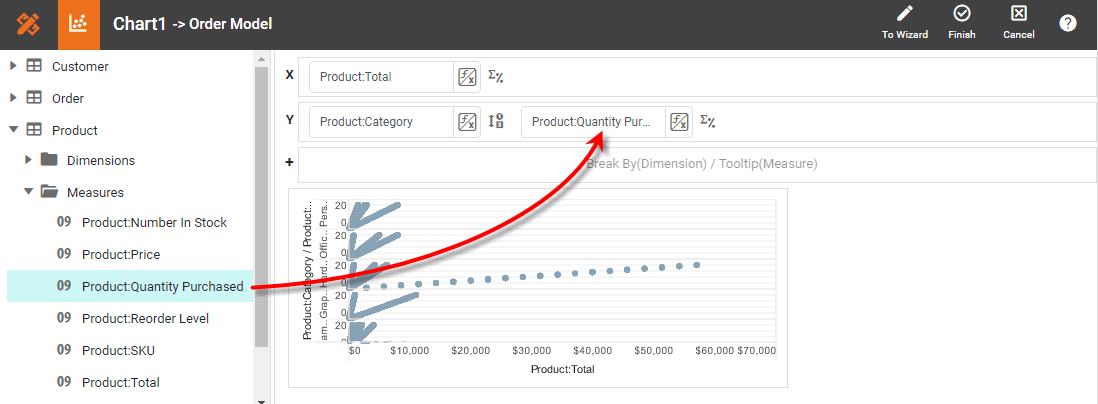 Chart1 -> Order Model
To Wizard
Finish
Cancel
?
Customer
Order
Product
Dimensions
Measures
09 Product:Number In Stock
09 Product:Price
09 Product:Quantity Purchased
09 Product:Reorder Level
09 Product:SKU
09 Product:Total
X Product:Total
Y Product:Category Product:Quantity Pur...
+ Break By(Dimension) / Tooltip(Measure)
Product:Category / Product:..
Pers..
20
0
Offic..
20
0
Hard..
20
0
Grap..
20
0
am..
20
$0 $10,000 $20,000 $30,000 $40,000 $50,000 $60,000 $70,000
Product:Total